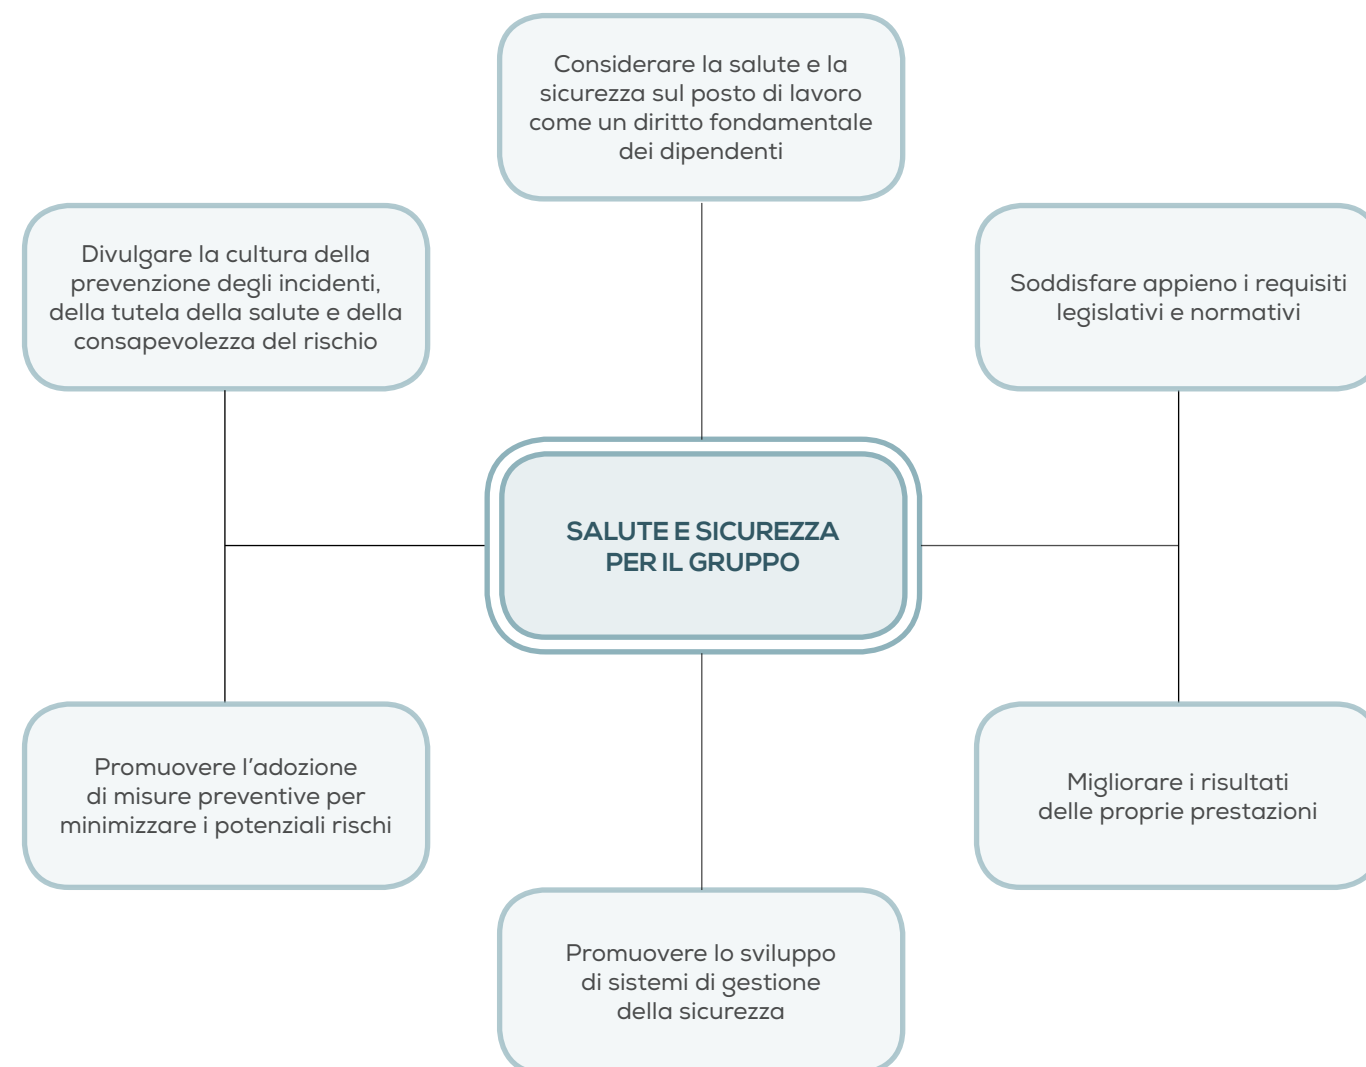 Considerare la salute e la
sicurezza sul posto di lavoro
come un diritto fondamentale
dei dipendenti
Divulgare la cultura della
prevenzione degli incidenti,
della tutela della salute e della
consapevolezza del rischio
Soddisfare appieno i requisiti
legislativi e normativi
SALUTE E SICUREZZA
PER IL GRUPPO
Promuovere l’adozione
di misure preventive per
minimizzare i potenziali rischi
Migliorare i risultati
delle proprie prestazioni
Promuovere lo sviluppo
di sistemi di gestione
della sicurezza